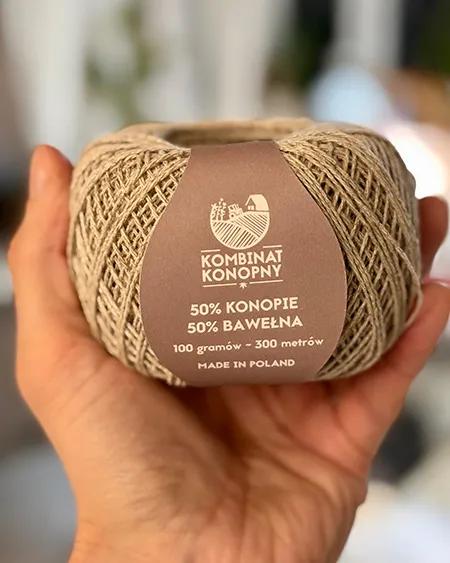 KOMBINAT
KONOPNY
50% KONOPIE
50% BAWEŁNA
100 gramów ~ 300 metrów
MADE IN POLAND